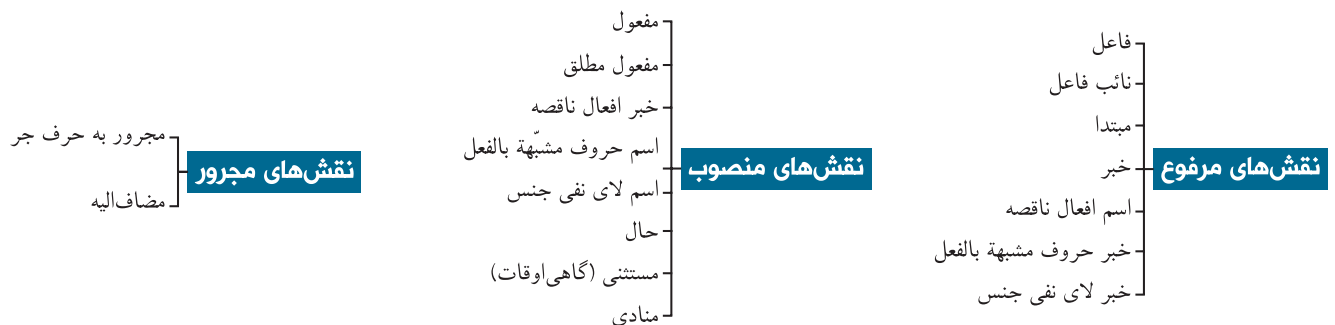 نقش‌های مرفوع
فاعل
نائب فاعل
مبتدا
خبر
اسم افعال ناقصه
خبر حروف مشبهة بالفعل
خبر لای نفی جنس
نقش‌های منصوب
مفعول
مفعول مطلق
خبر افعال ناقصه
اسم حروف مشبّهة بالفعل
اسم لای نفی جنس
حال
مستثنی (گاهی‌اوقات)
منادی
نقش‌های مجرور
مجرور به حرف جر
مضاف‌الیه